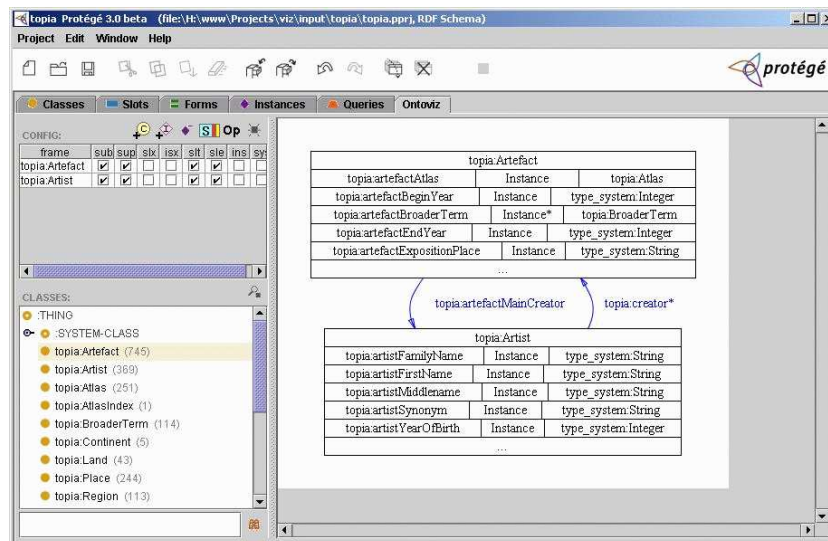 topia Protégé 3.0 beta (file:\H:\www\Projects\viz\input\topia\topia.pprj, RDF Schema)
Project Edit Window Help
protégé
Classes Slots Forms Instances Queries Ontoviz
CONFIG: C I S Op
frame sub sup slx isx slt sle ins sys
topia:Artefact
topia:Artist
CLASSES:
:THING
:SYSTEM-CLASS
topia:Artefact (745)
topia:Artist (369)
topia:Atlas (251)
topia:AtlasIndex (1)
topia:BroaderTerm (114)
topia:Continent (5)
topia:Land (43)
topia:Place (244)
topia:Region (113)
topia:Artefact
topia:artefactAtlas Instance topia:Atlas
topia:artefactBeginYear Instance type_system:Integer
topia:artefactBroaderTerm Instance* topia:BroaderTerm
topia:artefactEndYear Instance type_system:Integer
topia:artefactExpositionPlace Instance type_system:String
...
topia:artefactMainCreator topia:creator*
topia:Artist
topia:artistFamilyName Instance type_system:String
topia:artistFirstName Instance type_system:String
topia:artistMiddlename Instance type_system:String
topia:artistSynonym Instance type_system:String
topia:artistYearOfBirth Instance type_system:Integer
...